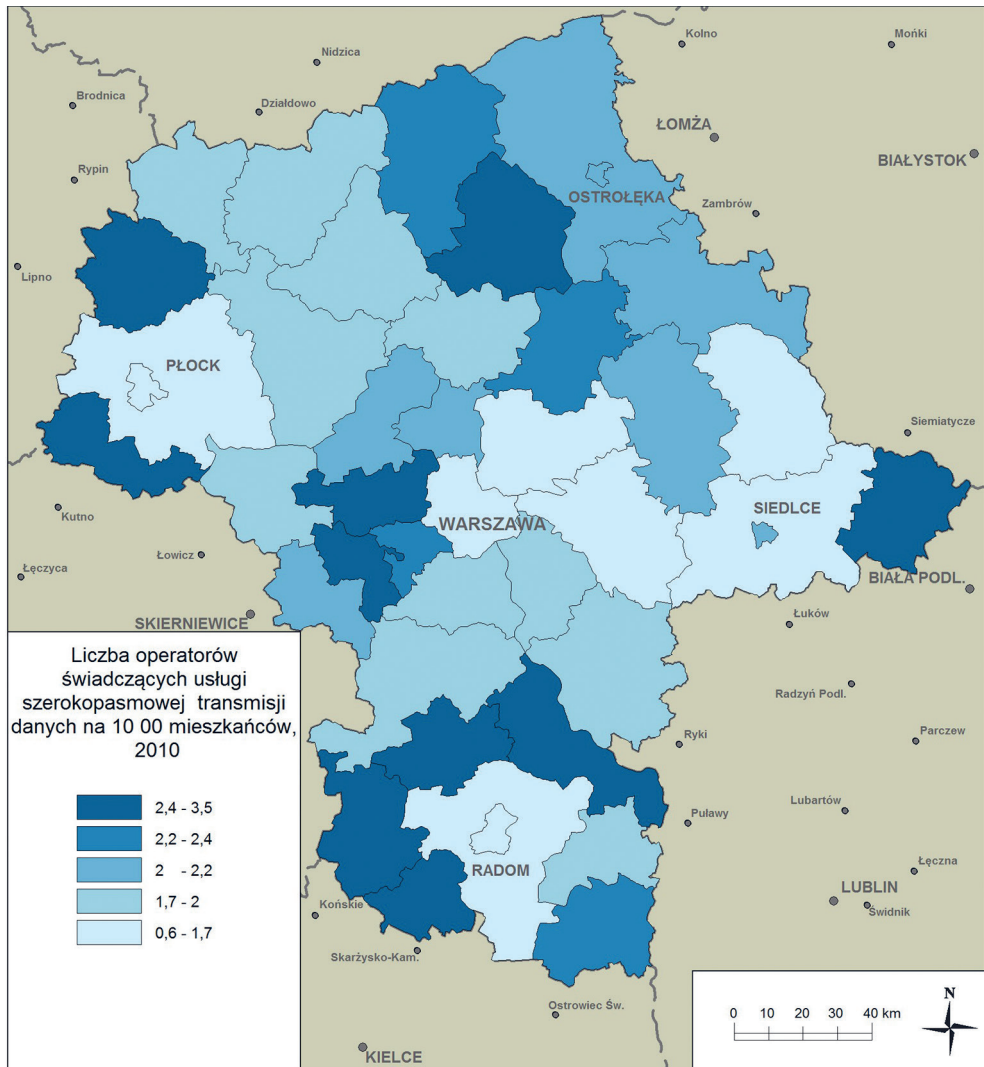 Kolno
Mońki
Nidzica
Brodnica
Działdowo
ŁOMŻA
BIAŁYSTOK
Rypin
OSTROŁĘKA
Zambrów
Lipno
PŁOCK
Siemiatycze
Kutno
SIEDLCE
WARSZAWA
Łowicz
Łęczyca
BIAŁA PODL.
SKIERNIEWICE
Łuków
Liczba operatorów
świadczących usługi
szerokopasmowej transmisji
danych na 10 00 mieszkańców,
2010
Radzyń Podl.
Ryki
Parczew
2,4 - 3,5
2,2 - 2,4
2 - 2,2
1,7 - 2
0,6 - 1,7
Puławy
Lubartów
RADOM
Łęczna
LUBLIN
Świdnik
Końskie
Skarżysko-Kam.
Ostrowiec Św.
KIELCE
N
0 10 20 30 40 km